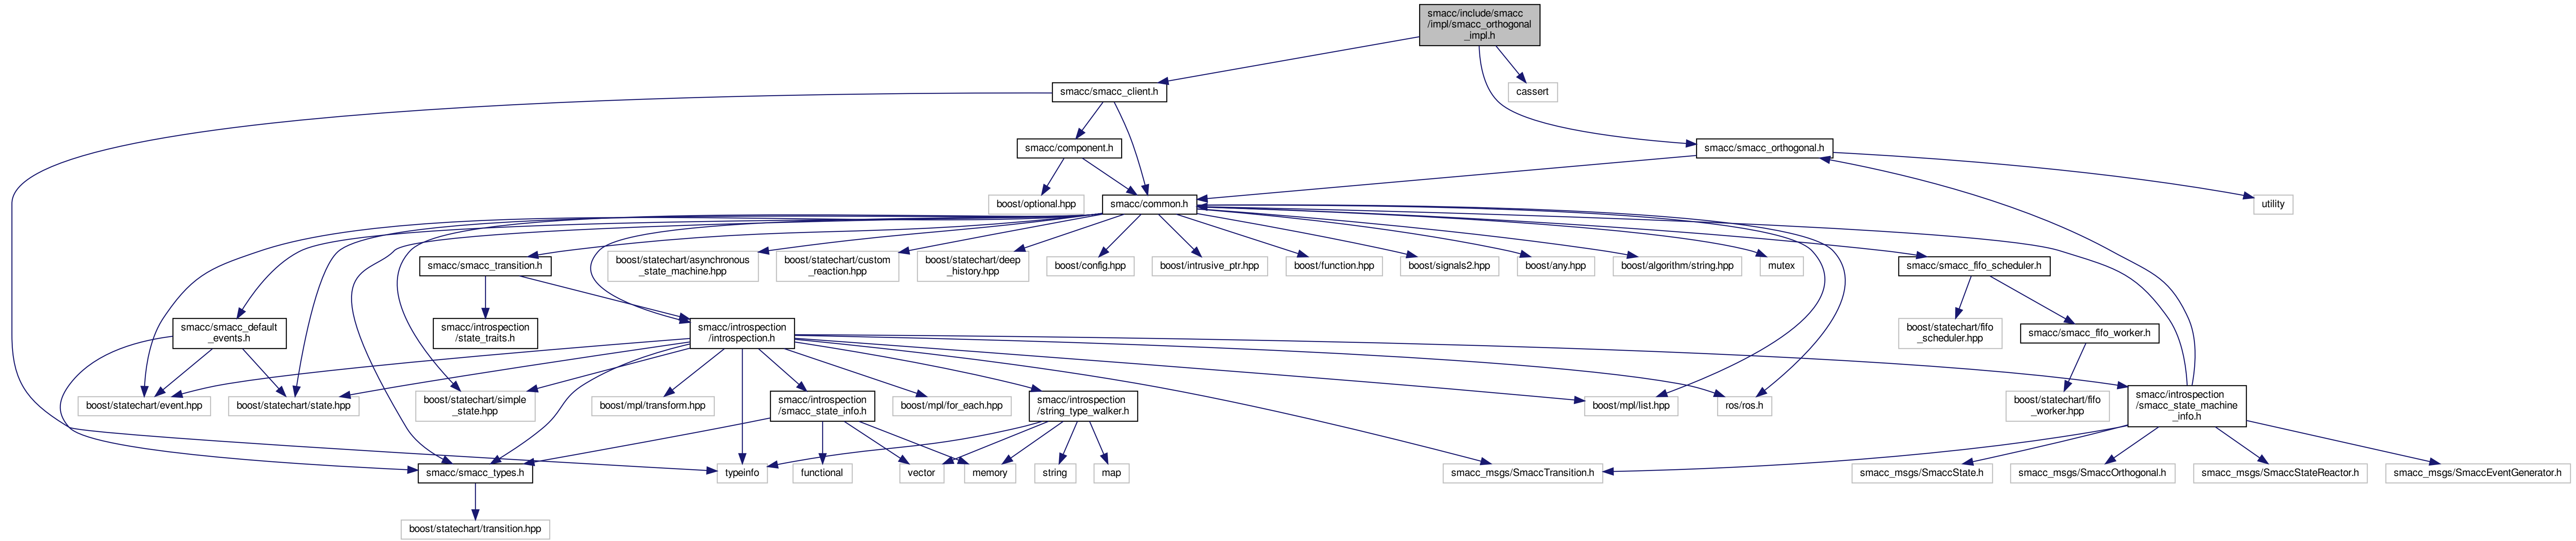 smacc/include/smacc
/impl/smacc_orthogonal
_impl.h
smacc/smacc_client.h
cassert
smacc/component.h
smacc/smacc_orthogonal.h
boost/optional.hpp
smacc/common.h
utility
smacc/smacc_transition.h
boost/statechart/asynchronous
_state_machine.hpp
boost/statechart/custom
_reaction.hpp
boost/statechart/deep
_history.hpp
boost/config.hpp
boost/intrusive_ptr.hpp
boost/function.hpp
boost/signals2.hpp
boost/any.hpp
boost/algorithm/string.hpp
mutex
smacc/smacc_fifo_scheduler.h
smacc/smacc_default
_events.h
smacc/introspection
/state_traits.h
smacc/introspection
/introspection.h
boost/statechart/fifo
_scheduler.hpp
smacc/smacc_fifo_worker.h
boost/statechart/event.hpp
boost/statechart/state.hpp
boost/statechart/simple
_state.hpp
boost/mpl/transform.hpp
smacc/introspection
/smacc_state_info.h
boost/mpl/for_each.hpp
smacc/introspection
/string_type_walker.h
boost/mpl/list.hpp
ros/ros.h
boost/statechart/fifo
_worker.hpp
smacc/introspection
/smacc_state_machine
_info.h
smacc/smacc_types.h
typeinfo
functional
vector
memory
string
map
smacc_msgs/SmaccTransition.h
smacc_msgs/SmaccState.h
smacc_msgs/SmaccOrthogonal.h
smacc_msgs/SmaccStateReactor.h
smacc_msgs/SmaccEventGenerator.h
boost/statechart/transition.hpp